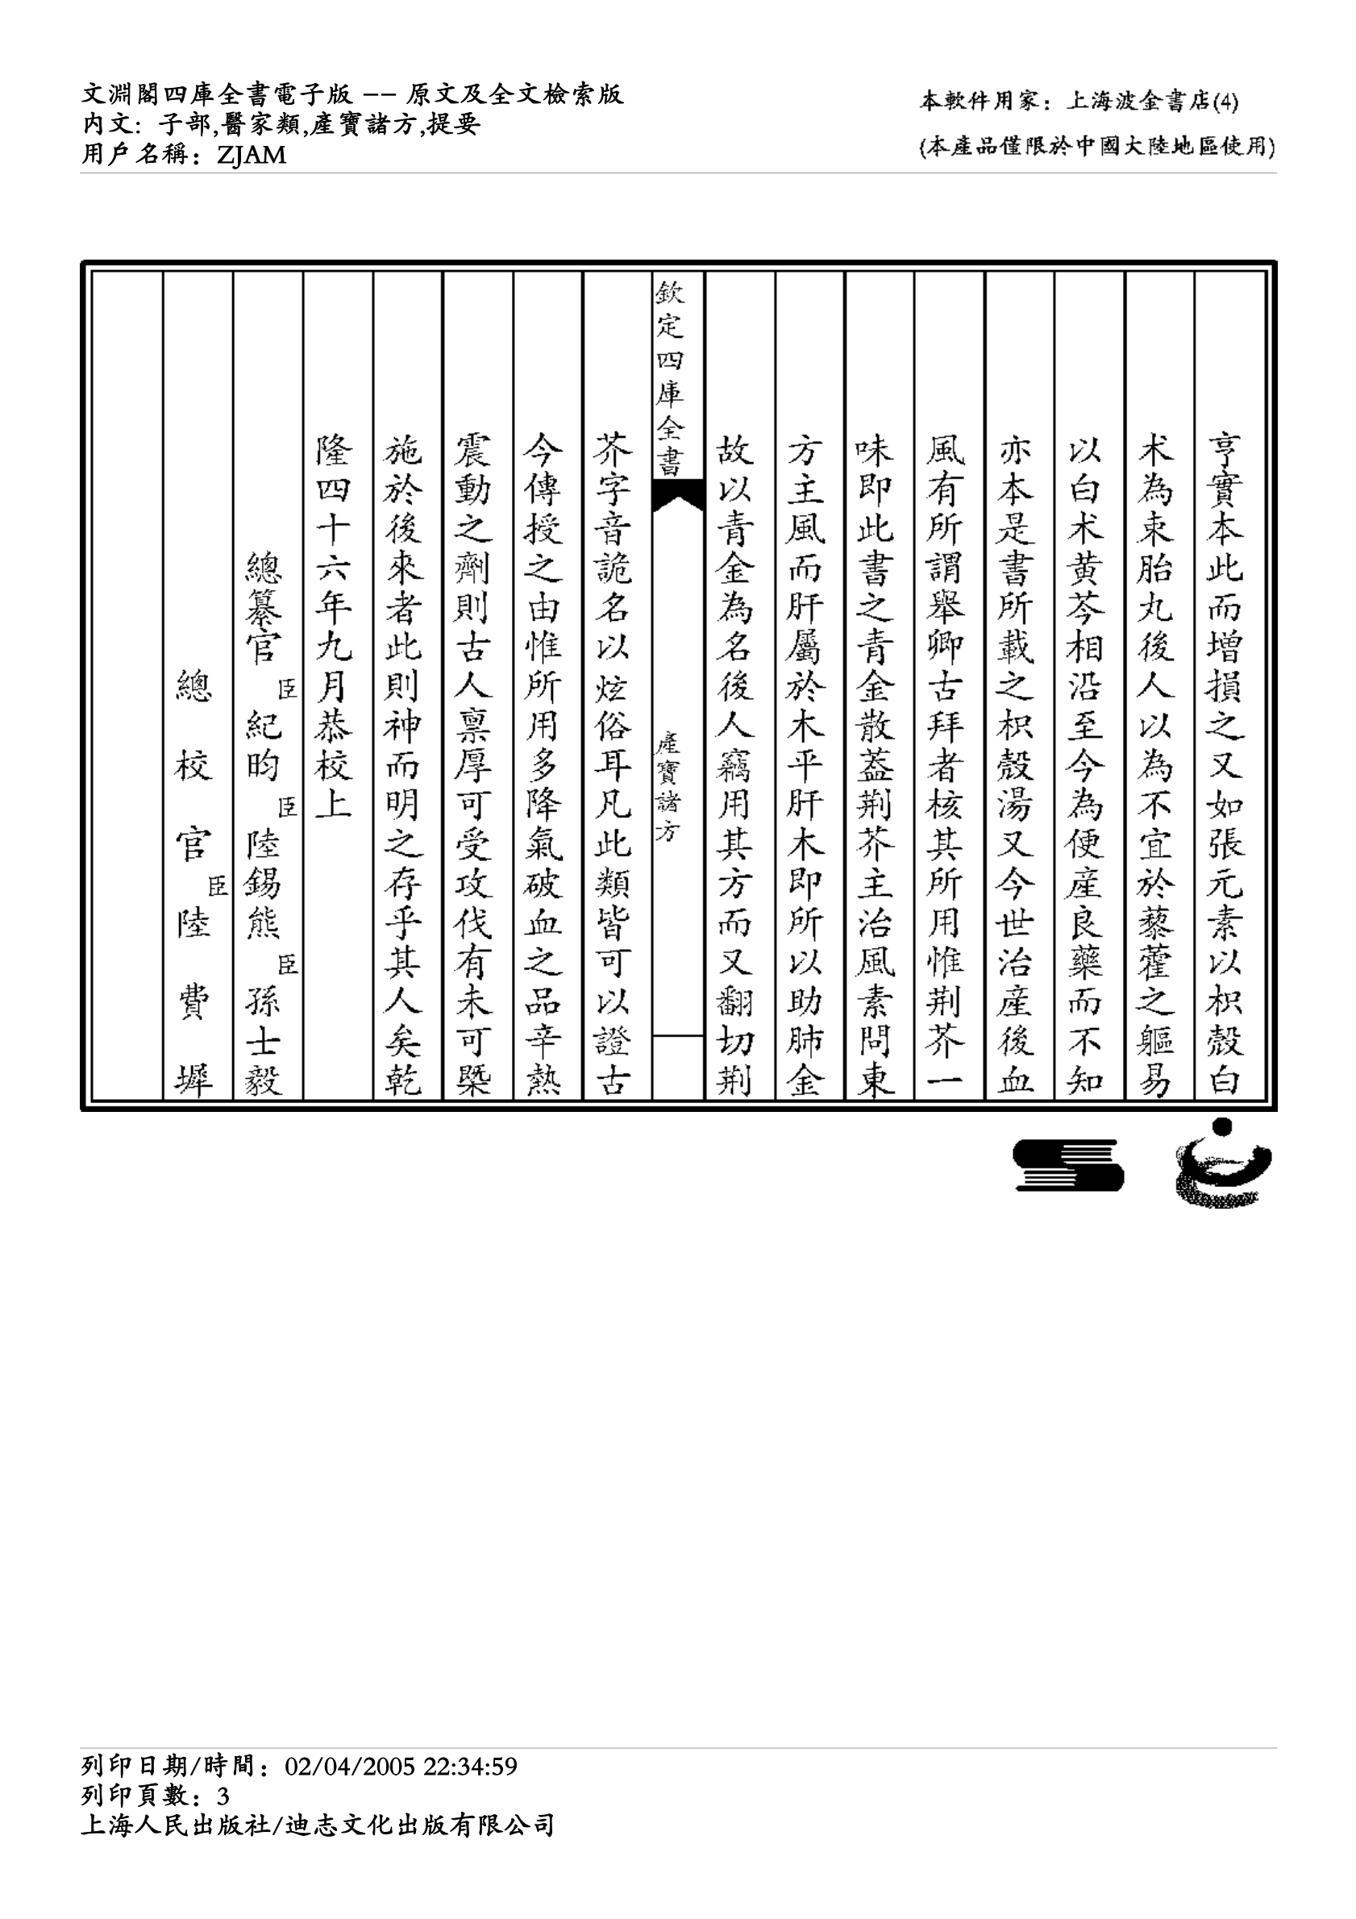 文淵閣四庫全書電子版 -- 原文及全文檢索版
内文: 子部,醫家類,產寶諸方,提要
用戶名稱: ZJAM
本軟件用家: 上海波金書店(4)
(本產品僅限於中國大陸地區使用)
亨實本此而增損之又如張元素以枳殼白
术為束胎丸後人以為不宜於藜藿之軀易
以白术黄芩相沿至今為便產良藥而不知
亦本是書所載之枳殼湯又今世治產後血
風有所謂舉卿古拜者核其所用惟荆芥一
味即此書之青金散葢荆芥主治風素問東
方主風而肝屬於木平肝木即所以助肺金
故以青金為名後人竊用其方而又翻切荆
欽定四庫全書
產寶諸方
芥字音詭名以炫俗耳凡此類皆可以證古
今傳授之由惟所用多降氣破血之品辛熱
震動之劑則古人禀厚可受攻伐有未可槩
施於後來者此則神而明之存乎其人矣乾
隆四十六年九月恭校上
總纂官臣紀昀臣陸錫熊臣孫士毅
總校官臣陸費墀
列印日期/時間: 02/04/2005 22:34:59
列印頁數: 3
上海人民出版社/迪志文化出版有限公司